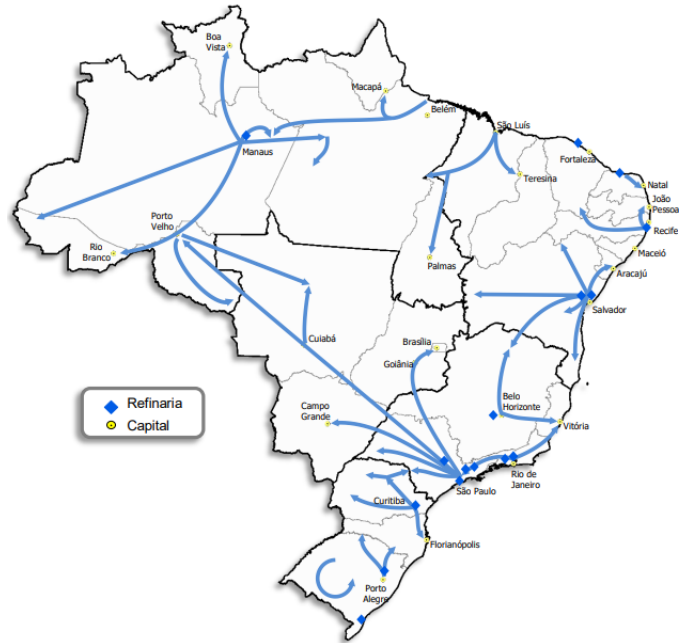 Boa
Vista
Macapá
Belém
São Luís
Manaus
Fortaleza
Teresina
Natal
João
Pessoa
Porto
Velho
Recife
Rio
Branco
Maceió
Palmas
Aracajú
Salvador
Cuiabá
Brasília
Goiânia
Refinaria
Capital
Campo
Grande
Belo
Horizonte
Vitória
Rio de
Janeiro
São Paulo
Curitiba
Florianópolis
Porto
Alegre